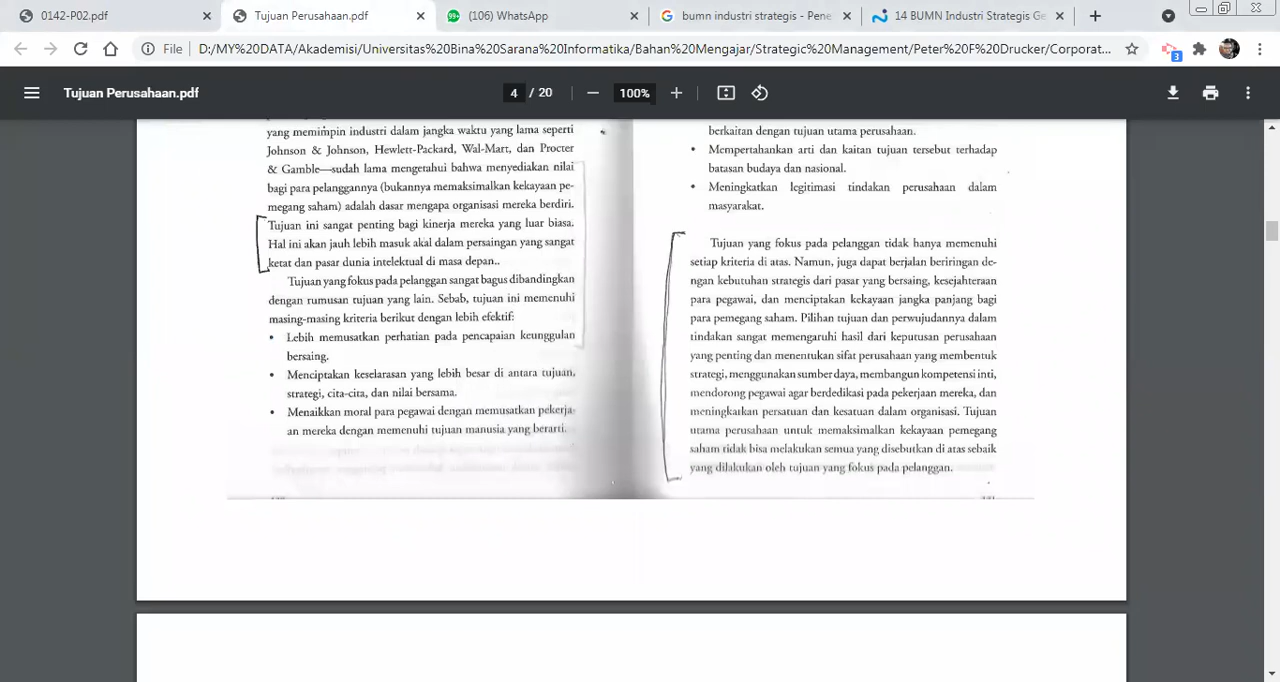 0142-P02.pdf
Tujuan Perusahaan.pdf
(106) WhatsApp
bumn industri strategis - Pene
14 BUMN Industri Strategis Ge
File
D:/MY%20DATA/Akademisi/Universitas%20Bina%20Sarana%20Informatika/Bahan%20Mengajar/Strategic%20Management/Peter%20F%20Drucker/Corporat...
3
Tujuan Perusahaan.pdf
4 / 20
100%
yang memimpin industri dalam jangka waktu yang lama seperti
Johnson & Johnson, Hewlett-Packard, Wal-Mart, dan Procter
& Gamble—sudah lama mengetahui bahwa menyediakan nilai
bagi para pelanggannya (bukannya memaksimalkan kekayaan pe-
megang saham) adalah dasar mengapa organisasi mereka berdiri.
Tujuan ini sangat penting bagi kinerja mereka yang luar biasa.
Hal ini akan jauh lebih masuk akal dalam persaingan yang sangat
ketat dan pasar dunia intelektual di masa depan..
Tujuan yang fokus pada pelanggan sangat bagus dibandingkan
dengan rumusan tujuan yang lain. Sebab, tujuan ini memenuhi
masing-masing kriteria berikut dengan lebih efektif:
• Lebih memusatkan perhatian pada pencapaian keunggulan
bersaing.
• Menciptakan keselarasan yang lebih besar di antara tujuan,
strategi, cita-cita, dan nilai bersama.
• Menaikkan moral para pegawai dengan memusatkan pekerja-
an mereka dengan memenuhi tujuan manusia yang berarti.
berkaitan dengan tujuan utama perusahaan.
• Mempertahankan arti dan kaitan tujuan tersebut terhadap
batasan budaya dan nasional.
• Meningkatkan legitimasi tindakan perusahaan dalam
masyarakat.
Tujuan yang fokus pada pelanggan tidak hanya memenuhi
setiap kriteria di atas. Namun, juga dapat berjalan beriringan de-
ngan kebutuhan strategis dari pasar yang bersaing, kesejahteraan
para pegawai, dan menciptakan kekayaan jangka panjang bagi
para pemegang saham. Pilihan tujuan dan perwujudannya dalam
tindakan sangat memengaruhi hasil dari keputusan perusahaan
yang penting dan menentukan sifat perusahaan yang membentuk
strategi, menggunakan sumber daya, membangun kompetensi inti,
mendorong pegawai agar berdedikasi pada pekerjaan mereka, dan
meningkatkan persatuan dan kesatuan dalam organisasi. Tujuan
utama perusahaan untuk memaksimalkan kekayaan pemegang
saham tidak bisa melakukan semua yang disebutkan di atas sebaik
yang dilakukan oleh tujuan yang fokus pada pelanggan.